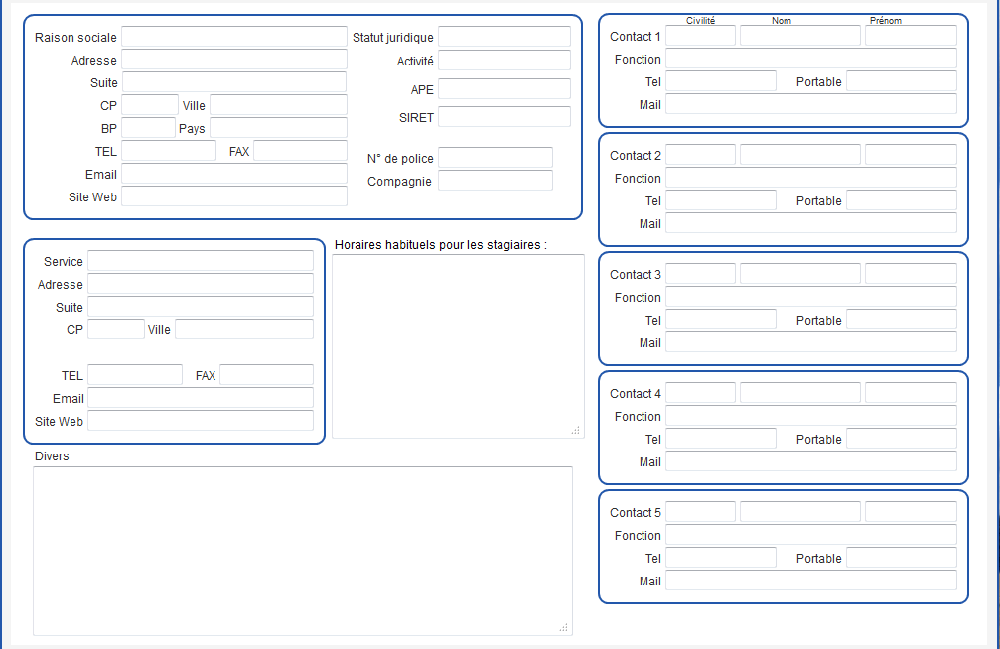 Raison sociale
Statut juridique
Adresse
Activité
Suite
APE
CP Ville
SIRET
BP Pays
TEL FAX
N° de police
Email
Compagnie
Site Web
Service
Adresse
Suite
CP Ville
TEL FAX
Email
Site Web
Horaires habituels pour les stagiaires :
Divers
Civilité Nom Prénom
Contact 1
Fonction
Tel Portable
Mail
Contact 2
Fonction
Tel Portable
Mail
Contact 3
Fonction
Tel Portable
Mail
Contact 4
Fonction
Tel Portable
Mail
Contact 5
Fonction
Tel Portable
Mail